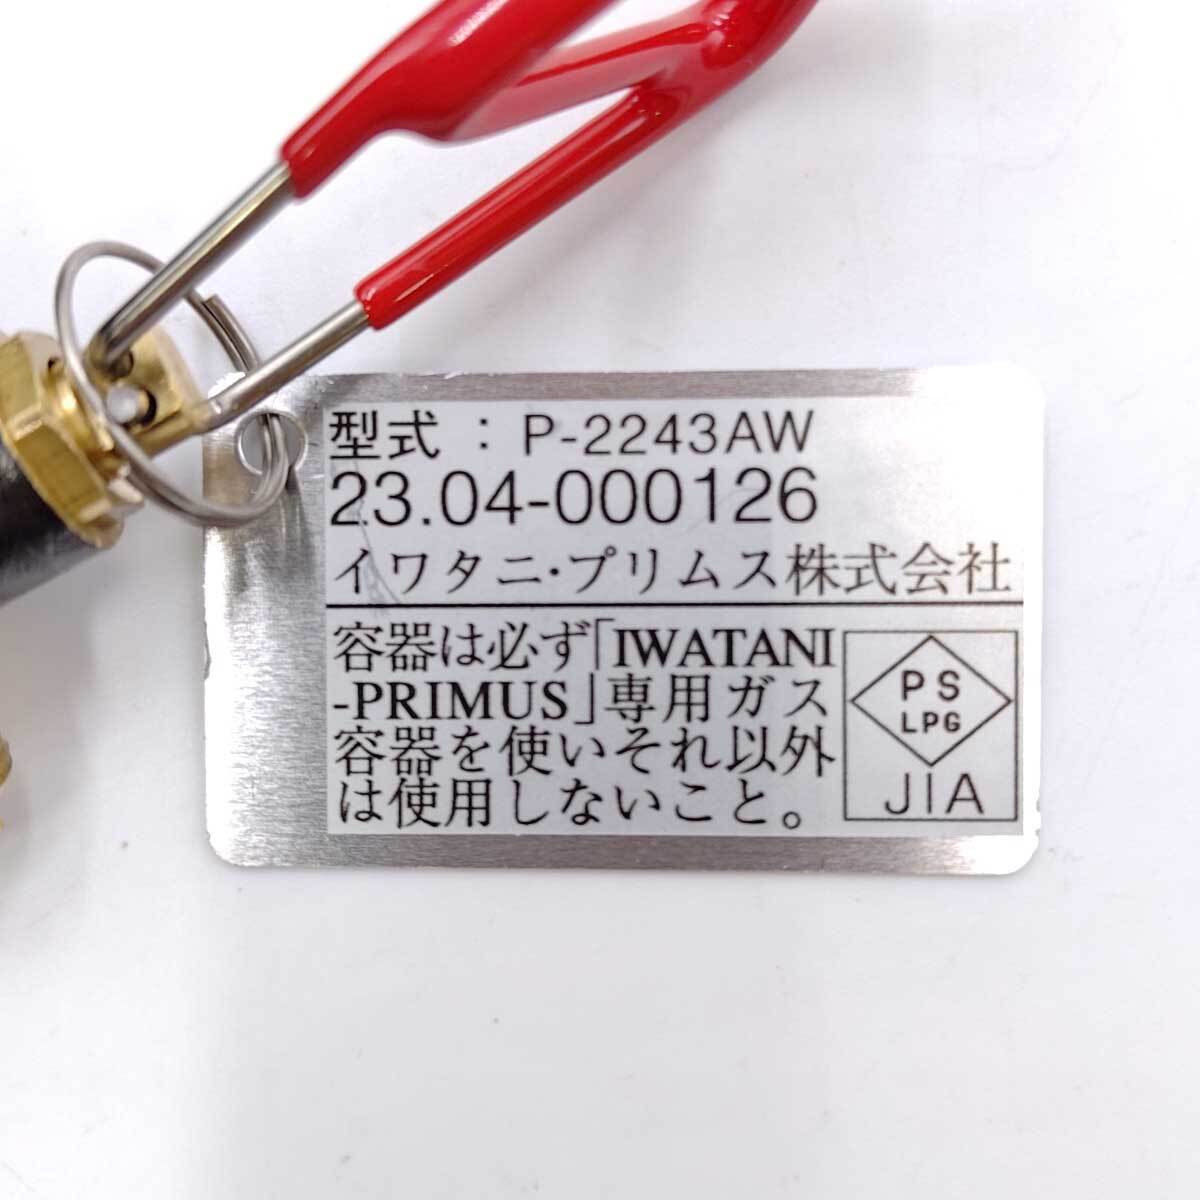 型式 : P-2243AW
23.04-000126
イワタニ・プリムス株式会社
容器は必ず「IWATANI
-PRIMUS」専用ガス
容器を使いそれ以外
は使用しないこと。
PS
LPG
JIA